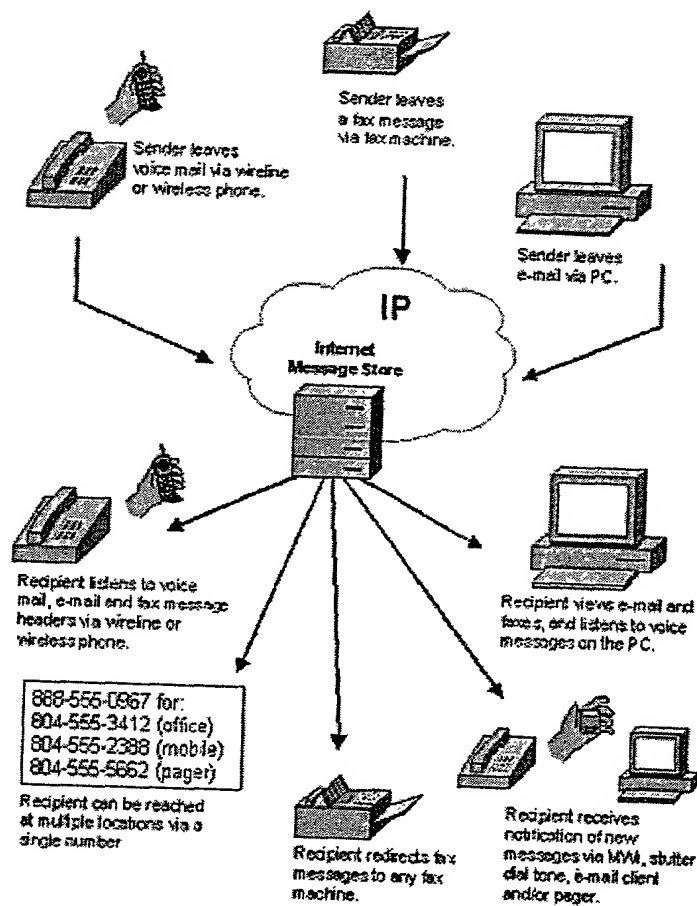 Sender leaves
a fax message
via fax machine.
Sender leaves
voice mail via wireline
or wireless phone.
Sender leaves
e-mail via PC.
IP
Internet
Message Store
Recipient listens to voice
mail, e-mail and fax message
headers via wireline or
wireless phone.
Recipient views e-mail and
faxes, and listens to voice
messages on the PC.
888-555-0967 for:
804-555-3412 (office)
804-555-2388 (mobile)
804-555-5662 (pager)
Recipient can be reached
at multiple locations via a
single number
Recipient redirects fax
messages to any fax
machine.
Recipient receives
notification of new
messages via MWI, stutter
dial tone, e-mail client
and/or pager.